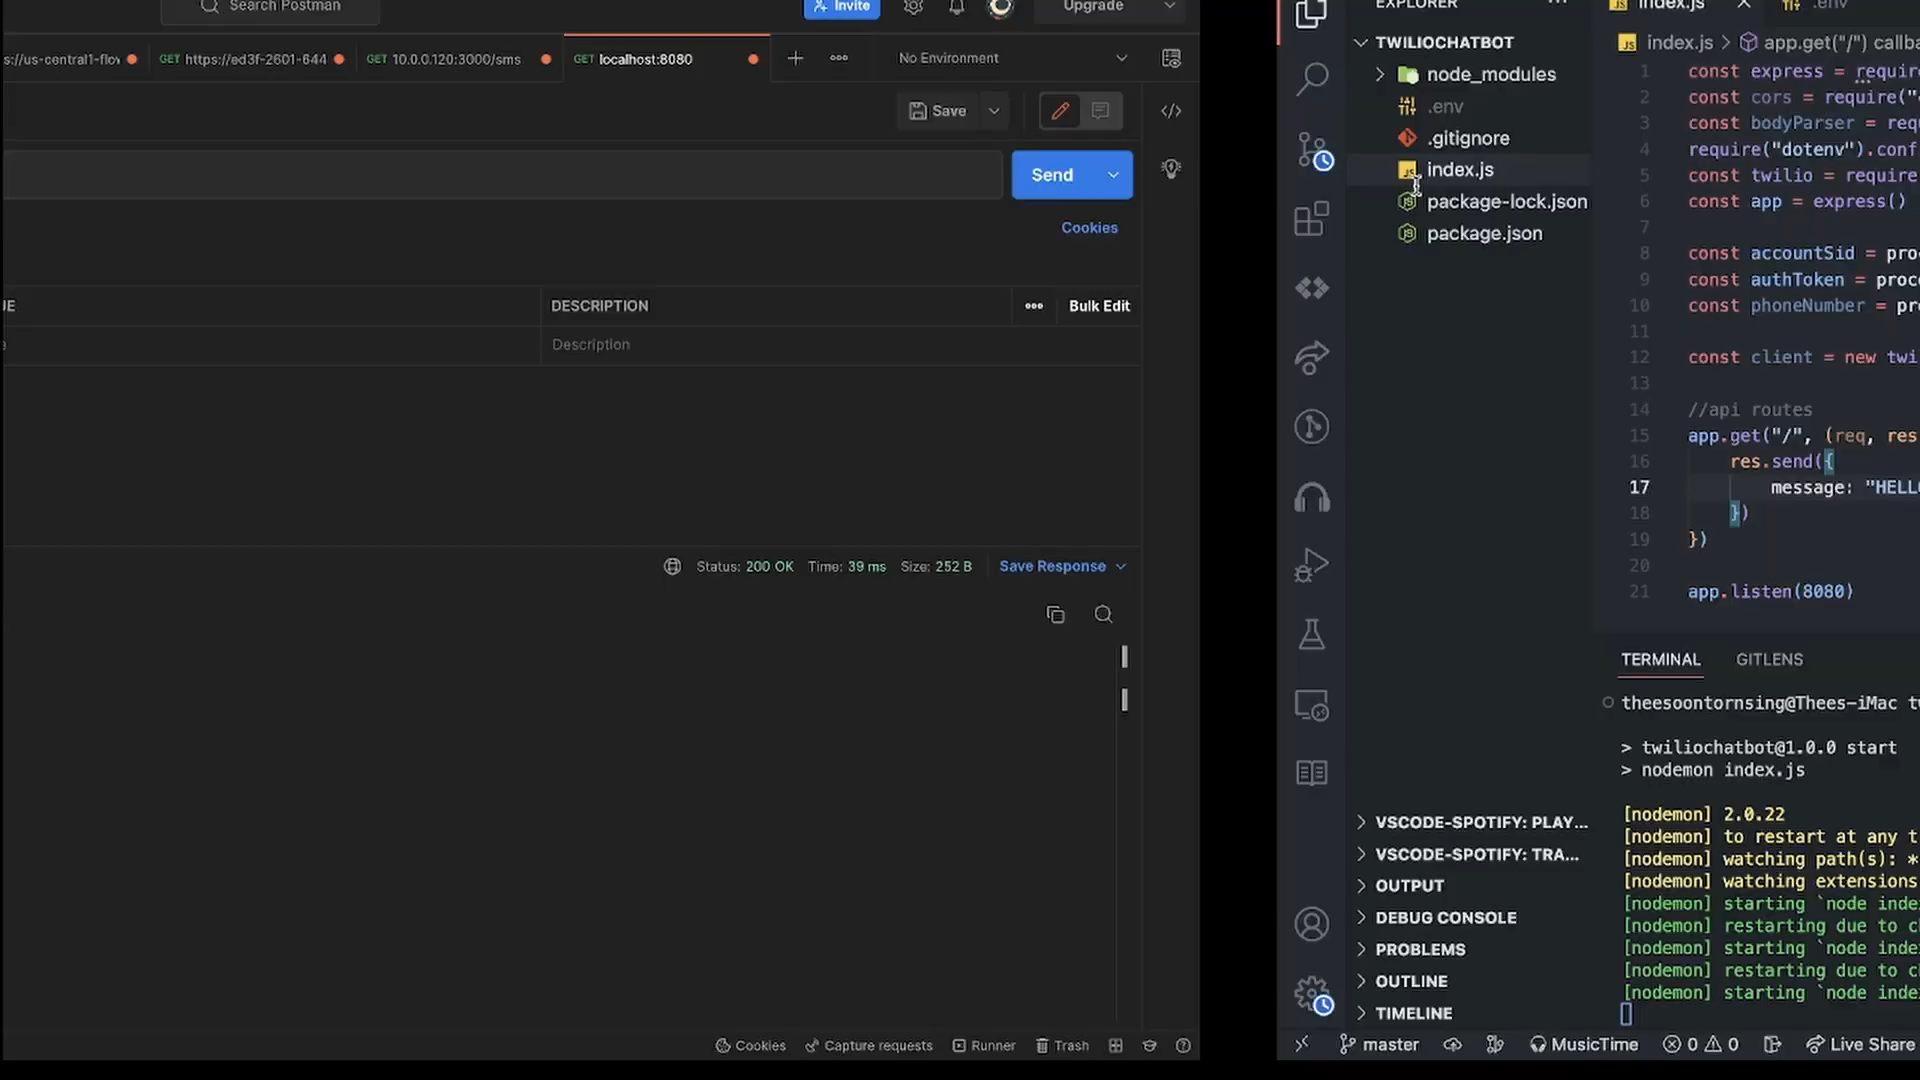 Search Postman
Invite
Upgrade
s://us-central1-flov
GET https://ed3f-2601-644
GET 10.0.0.120:3000/sms
GET localhost:8080
No Environment
Save
</>
Send
Cookies
DESCRIPTION
Bulk Edit
Description
Status: 200 OK Time: 39 ms Size: 252 B Save Response
Cookies
Capture requests
Runner
Trash
EXPLORER
TWILIOCHATBOT
node_modules
.env
.gitignore
index.js
package-lock.json
package.json
VSCODE-SPOTIFY: PLAY...
VSCODE-SPOTIFY: TRA...
OUTPUT
DEBUG CONSOLE
PROBLEMS
OUTLINE
TIMELINE
index.js
.env
index.js > app.get("/") callba
1 const express = require
2 const cors = require("
3 const bodyParser = requ
4 require("dotenv").conf
5 const twilio = require
6 const app = express()
7
8 const accountSid = pro
9 const authToken = proc
10 const phoneNumber = pr
11
12 const client = new twi
13
14 //api routes
15 app.get("/", (req, res
16 res.send({
17 message: "HELL
18 })
19 })
20
21 app.listen(8080)
TERMINAL
GITLENS
theesoontornsing@Thees-iMac tw
> twiliochatbot@1.0.0 start
> nodemon index.js
[nodemon] 2.0.22
[nodemon] to restart at any t
[nodemon] watching path(s): *
[nodemon] watching extensions
[nodemon] starting `node inde
[nodemon] restarting due to c
[nodemon] starting `node inde
[nodemon] restarting due to c
[nodemon] starting `node inde
master
MusicTime
0
0
Live Share